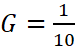 G = 1/10